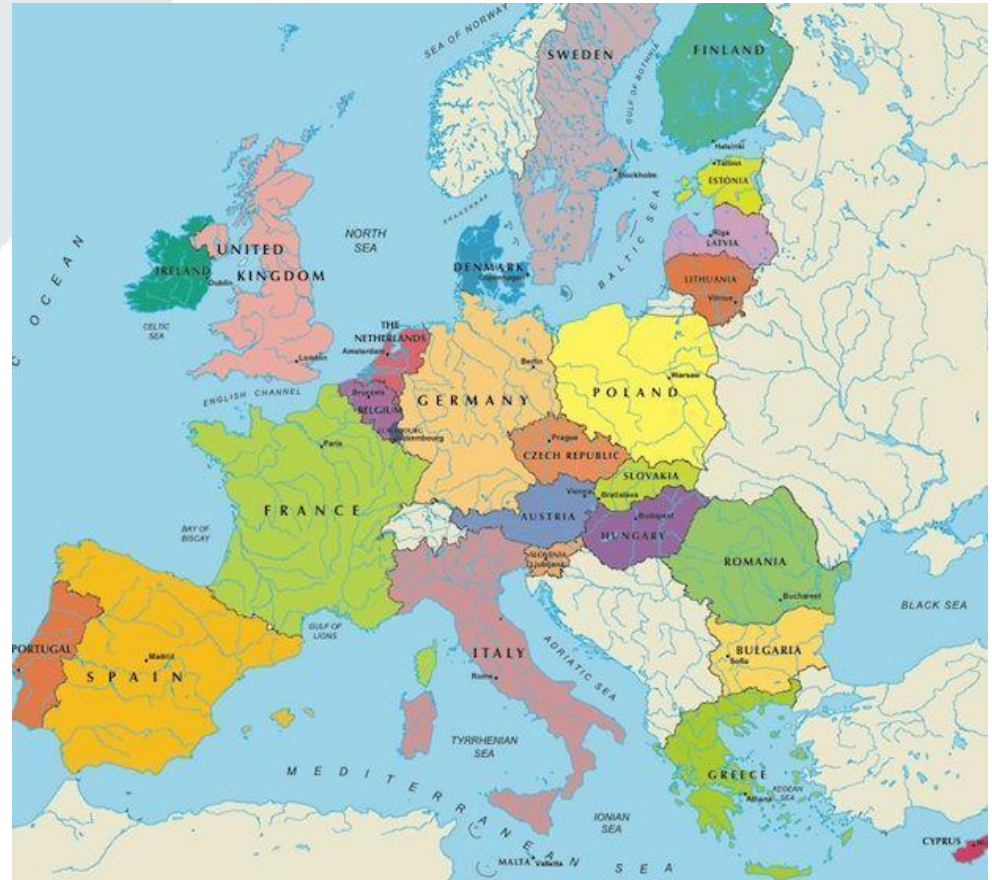 SEA OF NORWAY
SWEDEN
GULF OF BOTHNIA
FINLAND
Helsinki
Tallinn
ESTONIA
Stockholm
SKAGERRAK
NORTH
SEA
BALTIC SEA
Riga
LATVIA
LITHUANIA
Vilnius
DENMARK
Copenhagen
UNITED
KINGDOM
IRELAND
Dublin
OCEAN
C
CELTIC
SEA
London
ENGLISH CHANNEL
THE
NETHERLANDS
Amsterdam
Brussels
BELGIUM
LUXEMBOURG
Luxembourg
Berlin
GERMANY
POLAND
Warsaw
Prague
CZECH REPUBLIC
SLOVAKIA
Vienna
Bratislava
Paris
FRANCE
AUSTRIA
Budapest
HUNGARY
BAY OF
BISCAY
SLOVENIA
Ljubljana
ROMANIA
Bucharest
BLACK SEA
GULF OF
LIONS
ADRIATIC SEA
PORTUGAL
Madrid
SPAIN
ITALY
Rome
BULGARIA
Sofia
TYRRHENIAN
SEA
MEDITERRANEAN SEA
GREECE
Athens
AEGEAN
SEA
IONIAN
SEA
MALTA Valletta
CYPRUS